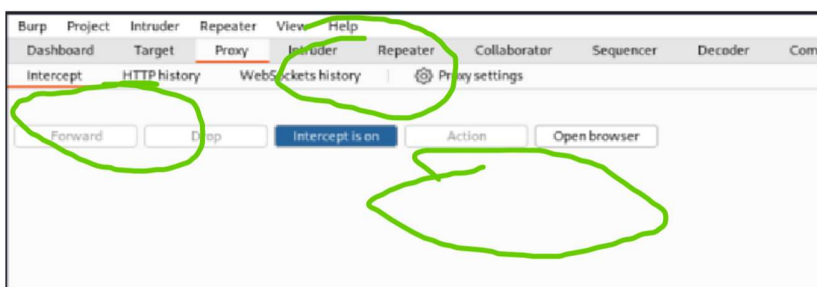 Burp Project Intruder Repeater View Help
Dashboard Target Proxy Intruder Repeater Collaborator Sequencer Decoder Com
Intercept HTTP history WebSockets history Proxy settings
Forward Drop Intercept is on Action Open browser